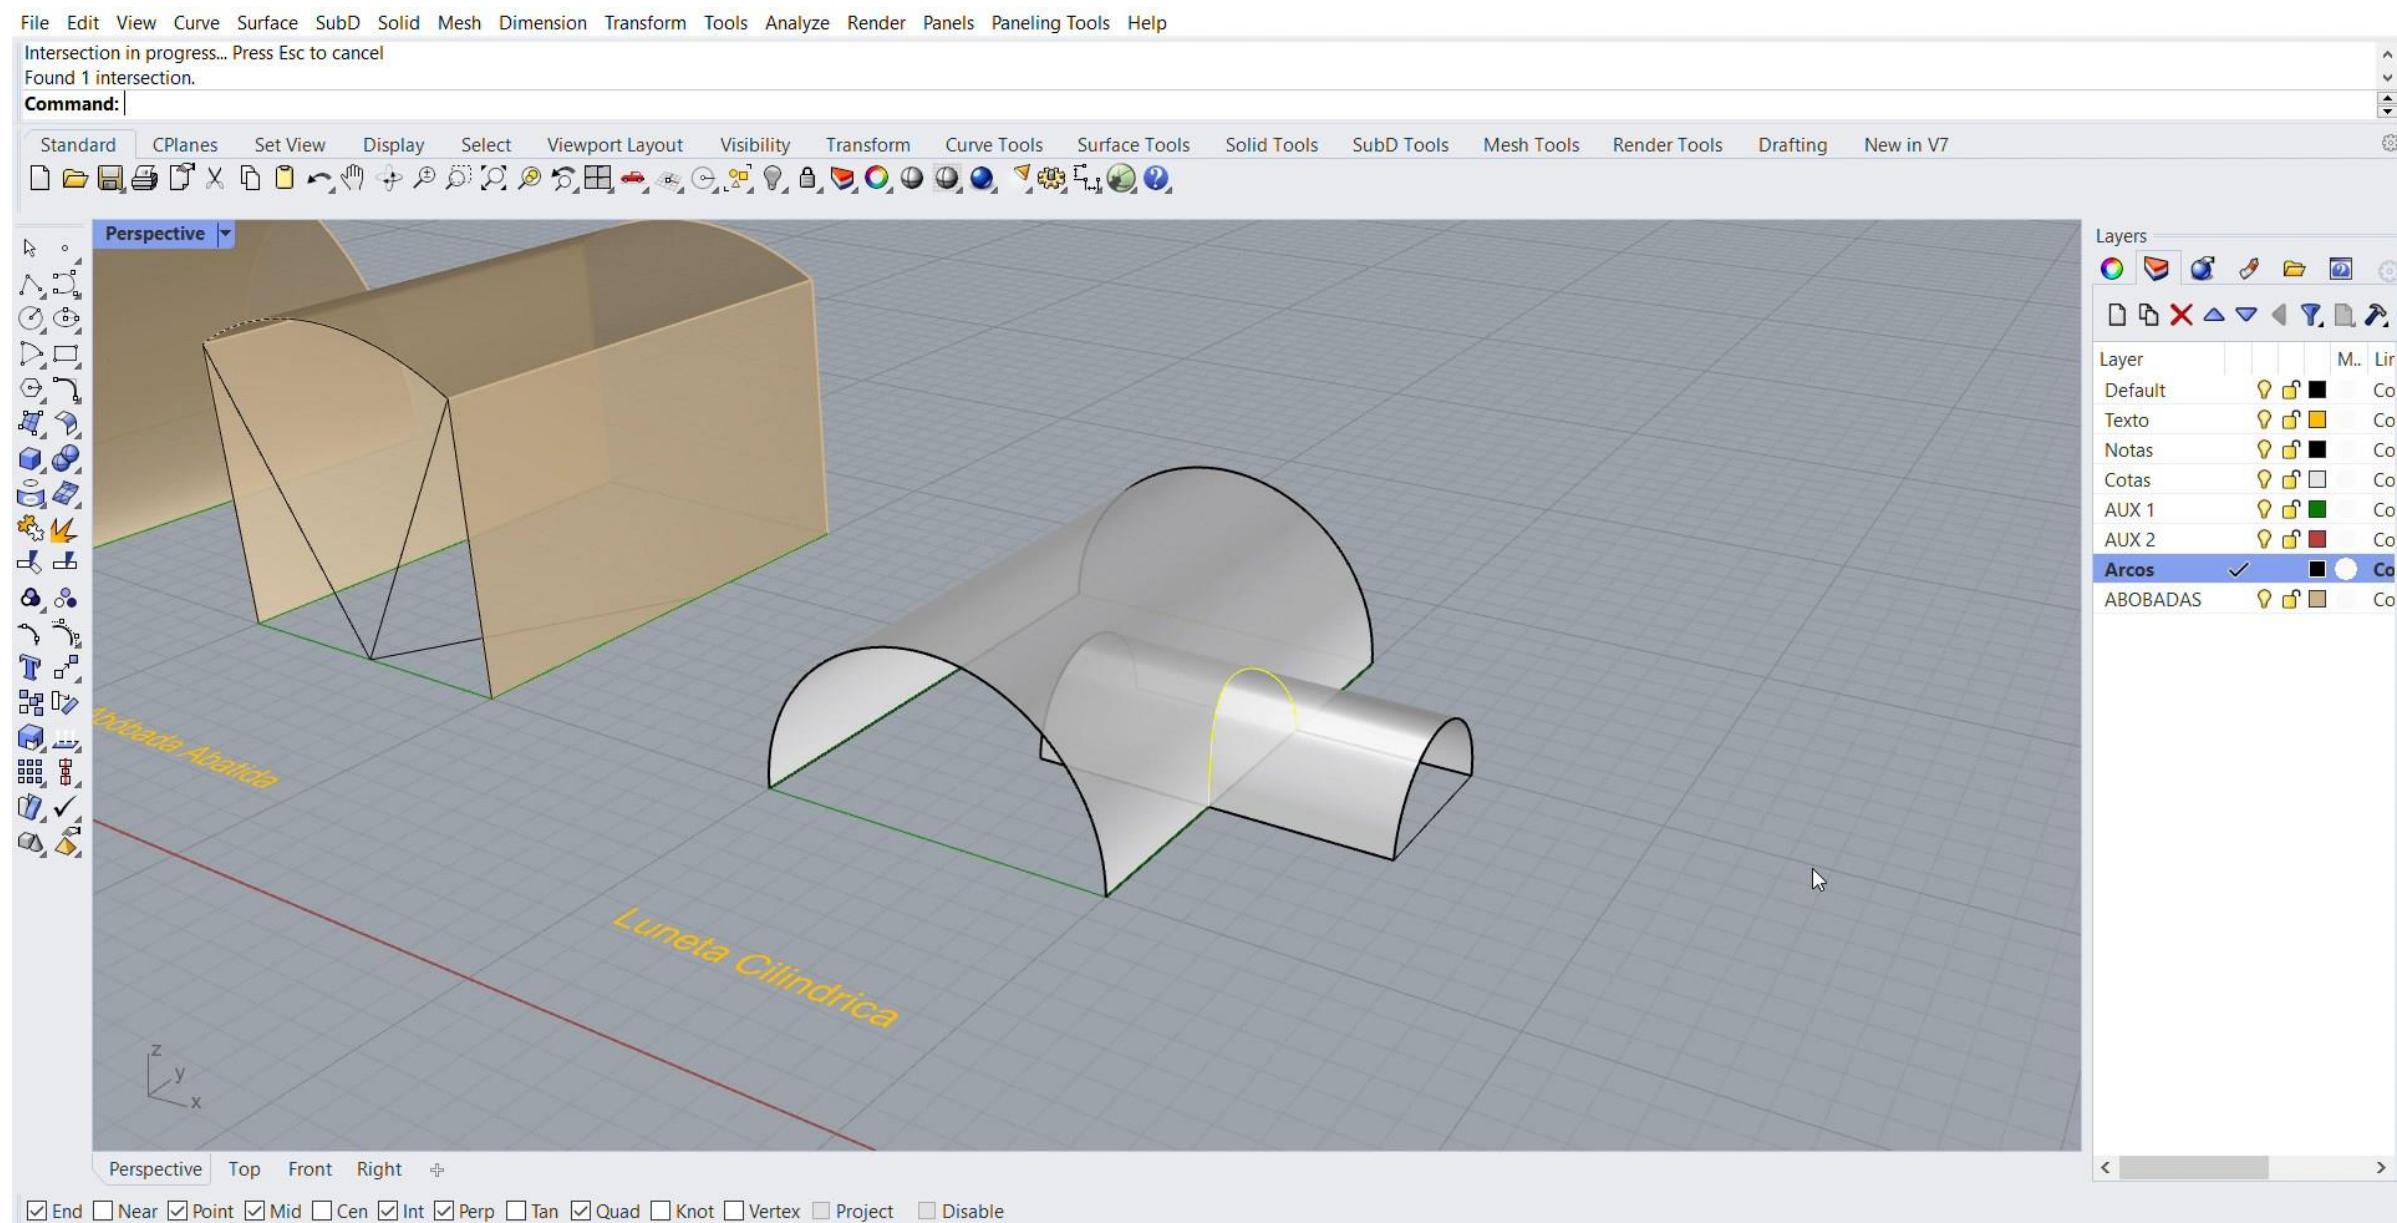 File Edit View Curve Surface SubD Solid Mesh Dimension Transform Tools Analyze Render Panels Paneling Tools Help
Intersection in progress... Press Esc to cancel
Found 1 intersection.
Command:
Standard CPlanes Set View Display Select Viewport Layout Visibility Transform Curve Tools Surface Tools Solid Tools SubD Tools Mesh Tools Render Tools Drafting New in V7
Perspective
Layers
Layer M.. Lir
Default Co
Texto Co
Notas Co
Cotas Co
AUX 1 Co
AUX 2 Co
Arcos Co
ABOBADAS Co
Abóbada Abatida
Luneta Cilindrica
z
y
x
Perspective Top Front Right
End Near Point Mid Cen Int Perp Tan Quad Knot Vertex Project Disable